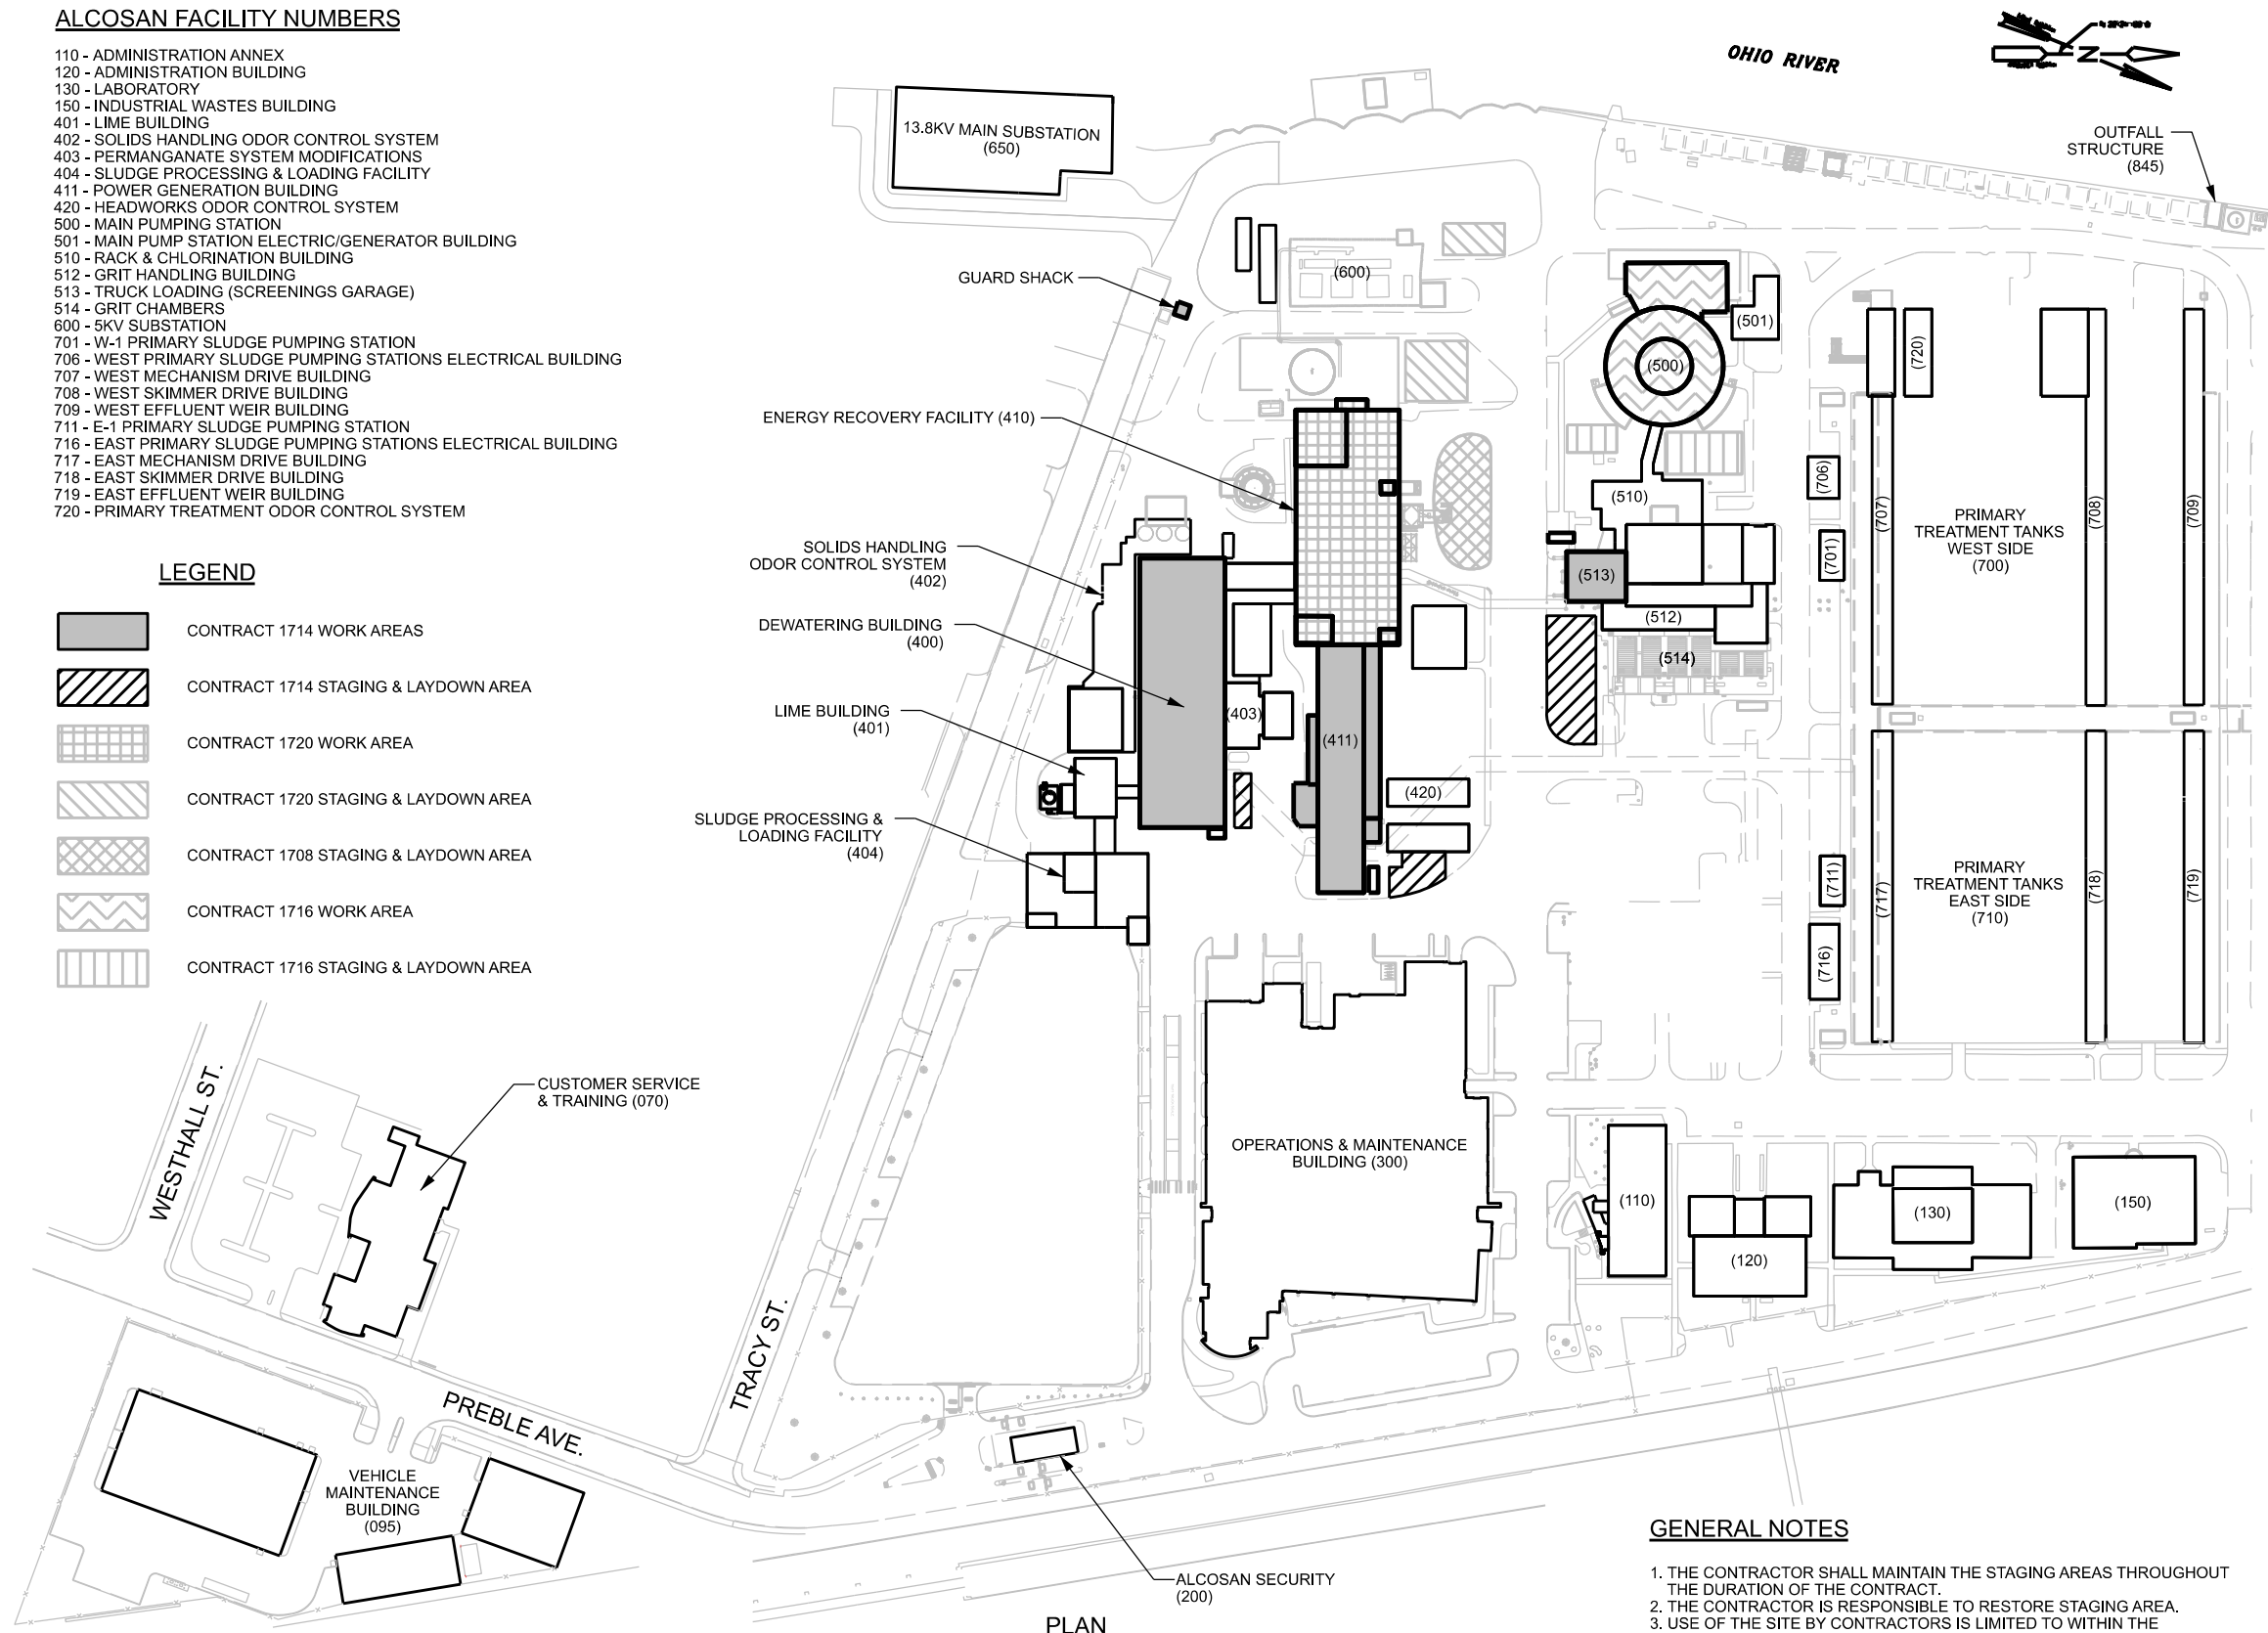 ALCOSAN FACILITY NUMBERS
110 - ADMINISTRATION ANNEX
120 - ADMINISTRATION BUILDING
130 - LABORATORY
150 - INDUSTRIAL WASTES BUILDING
401 - LIME BUILDING
402 - SOLIDS HANDLING ODOR CONTROL SYSTEM
403 - PERMANGANATE SYSTEM MODIFICATIONS
404 - SLUDGE PROCESSING & LOADING FACILITY
411 - POWER GENERATION BUILDING
420 - HEADWORKS ODOR CONTROL SYSTEM
500 - MAIN PUMPING STATION
501 - MAIN PUMP STATION ELECTRIC/GENERATOR BUILDING
510 - RACK & CHLORINATION BUILDING
512 - GRIT HANDLING BUILDING
513 - TRUCK LOADING (SCREENINGS GARAGE)
514 - GRIT CHAMBERS
600 - 5KV SUBSTATION
701 - W-1 PRIMARY SLUDGE PUMPING STATION
706 - WEST PRIMARY SLUDGE PUMPING STATIONS ELECTRICAL BUILDING
707 - WEST MECHANISM DRIVE BUILDING
708 - WEST SKIMMER DRIVE BUILDING
709 - WEST EFFLUENT WEIR BUILDING
711 - E-1 PRIMARY SLUDGE PUMPING STATION
716 - EAST PRIMARY SLUDGE PUMPING STATIONS ELECTRICAL BUILDING
717 - EAST MECHANISM DRIVE BUILDING
718 - EAST SKIMMER DRIVE BUILDING
719 - EAST EFFLUENT WEIR BUILDING
720 - PRIMARY TREATMENT ODOR CONTROL SYSTEM
LEGEND
CONTRACT 1714 WORK AREAS
CONTRACT 1714 STAGING & LAYDOWN AREA
CONTRACT 1720 WORK AREA
CONTRACT 1720 STAGING & LAYDOWN AREA
CONTRACT 1708 STAGING & LAYDOWN AREA
CONTRACT 1716 WORK AREA
CONTRACT 1716 STAGING & LAYDOWN AREA
OHIO RIVER
N
OUTFALL
STRUCTURE
(845)
13.8KV MAIN SUBSTATION
(650)
GUARD SHACK
(600)
(501)
(500)
(720)
ENERGY RECOVERY FACILITY (410)
(510)
(706)
(707)
(708)
(709)
PRIMARY
TREATMENT TANKS
WEST SIDE
(700)
SOLIDS HANDLING
ODOR CONTROL SYSTEM
(402)
(513)
(701)
DEWATERING BUILDING
(400)
(512)
(514)
LIME BUILDING
(401)
(403)
(411)
(420)
SLUDGE PROCESSING &
LOADING FACILITY
(404)
(711)
(717)
PRIMARY
TREATMENT TANKS
EAST SIDE
(710)
(718)
(719)
(716)
WESTHALL ST.
CUSTOMER SERVICE
& TRAINING (070)
OPERATIONS & MAINTENANCE
BUILDING (300)
(110)
(120)
(130)
(150)
TRACY ST.
PREBLE AVE.
VEHICLE
MAINTENANCE
BUILDING
(095)
ALCOSAN SECURITY
(200)
PLAN
GENERAL NOTES
1. THE CONTRACTOR SHALL MAINTAIN THE STAGING AREAS THROUGHOUT
THE DURATION OF THE CONTRACT.
2. THE CONTRACTOR IS RESPONSIBLE TO RESTORE STAGING AREA.
3. USE OF THE SITE BY CONTRACTORS IS LIMITED TO WITHIN THE